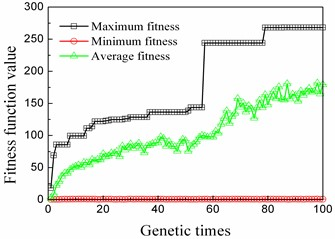 300
250
200
150
100
50
0
Maximum fitness
Minimum fitness
Average fitness
Fitness function value
0 20 40 60 80 100
Genetic times